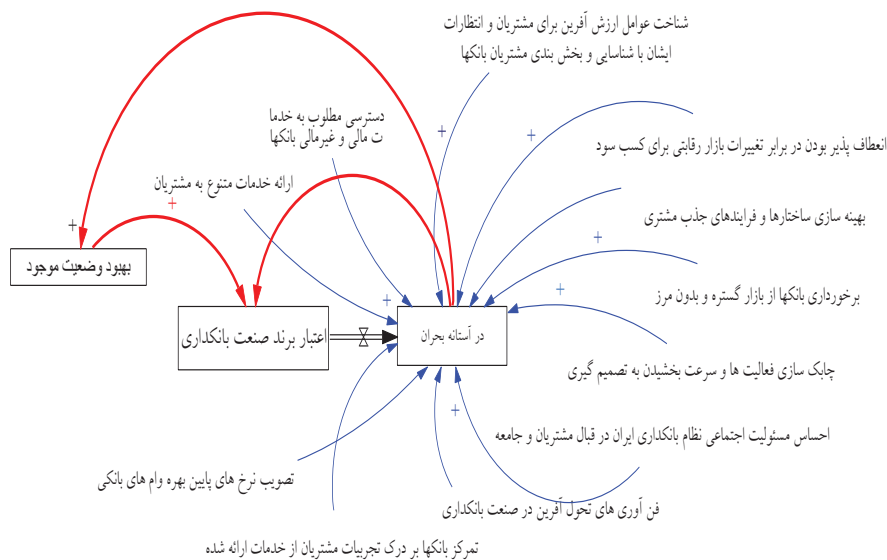 شناخت عوامل ارزش آفرین برای مشتریان و انتظارات
ایشان با شناسایی و بخش بندی مشتریان بانکها
دسترسی مطلوب به خدما
ت مالی و غیرمالی بانکها
انعطاف پذیر بودن در برابر تغییرات بازار رقابتی برای کسب سود
ارائه خدمات متنوع به مشتریان
بهینه سازی ساختارها و فرایندهای جذب مشتری
بهبود وضعیت موجود
برخورداری بانکها از بازار گسترده و بدون مرز
اعتبار برند صنعت بانکداری
در آستانه بحران
چابک سازی فعالیت ها و سرعت بخشیدن به تصمیم گیری
احساس مسئولیت اجتماعی نظام بانکداری ایران در قبال مشتریان و جامعه
تصویب نرخ های پایین بهره وام های بانکی
فن آوری های تحول آفرین در صنعت بانکداری
تمرکز بانکها بر درک تجربیات مشتریان از خدمات ارائه شده